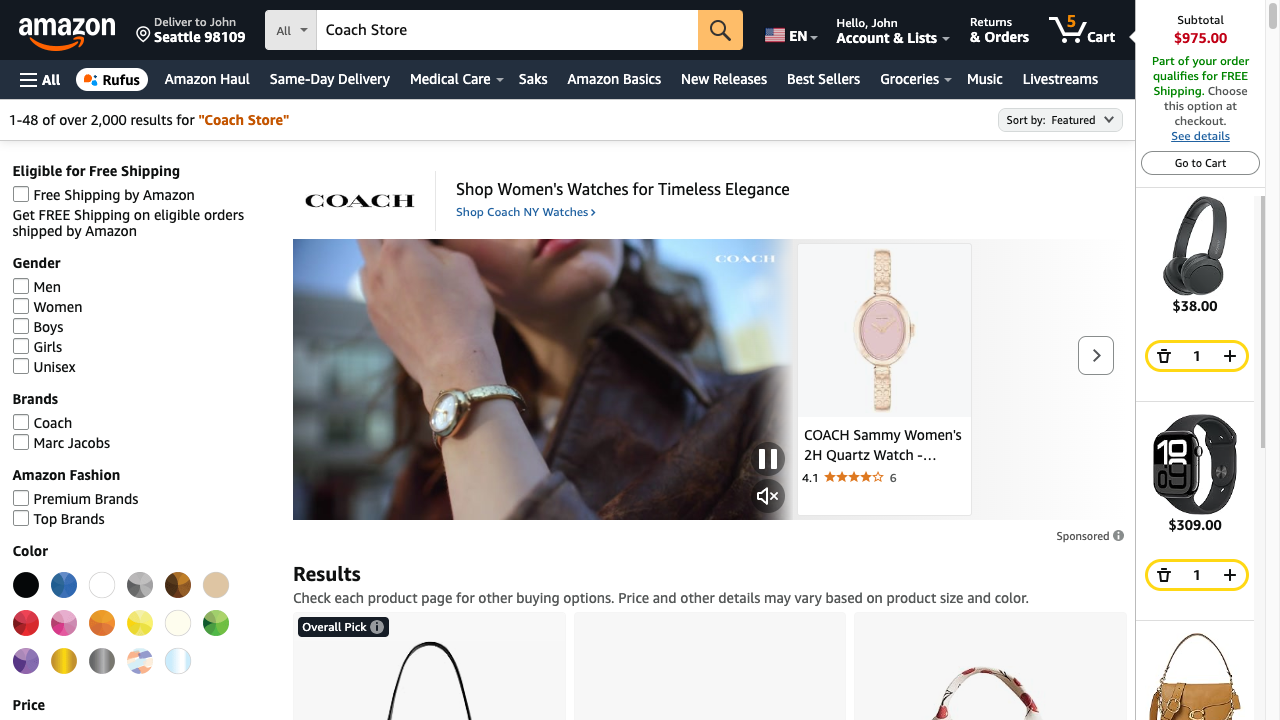 amazon
Deliver to John
Seattle 98109
All
Coach Store
EN
Hello, John
Account & Lists
Returns
& Orders
5
Cart
All
Rufus
Amazon Haul
Same-Day Delivery
Medical Care
Saks
Amazon Basics
New Releases
Best Sellers
Groceries
Music
Livestreams
1-48 of over 2,000 results for "Coach Store"
Sort by: Featured
Eligible for Free Shipping
Free Shipping by Amazon
Get FREE Shipping on eligible orders
shipped by Amazon
Gender
Men
Women
Boys
Girls
Unisex
Brands
Coach
Marc Jacobs
Amazon Fashion
Premium Brands
Top Brands
Color
Price
COACH
Shop Women's Watches for Timeless Elegance
Shop Coach NY Watches
COACH
COACH Sammy Women's
2H Quartz Watch -...
4.1
6
Sponsored
Results
Check each product page for other buying options. Price and other details may vary based on product size and color.
Overall Pick
Subtotal
$975.00
Part of your order
qualifies for FREE
Shipping. Choose
this option at
checkout.
See details
Go to Cart
$38.00
1
10
$309.00
1